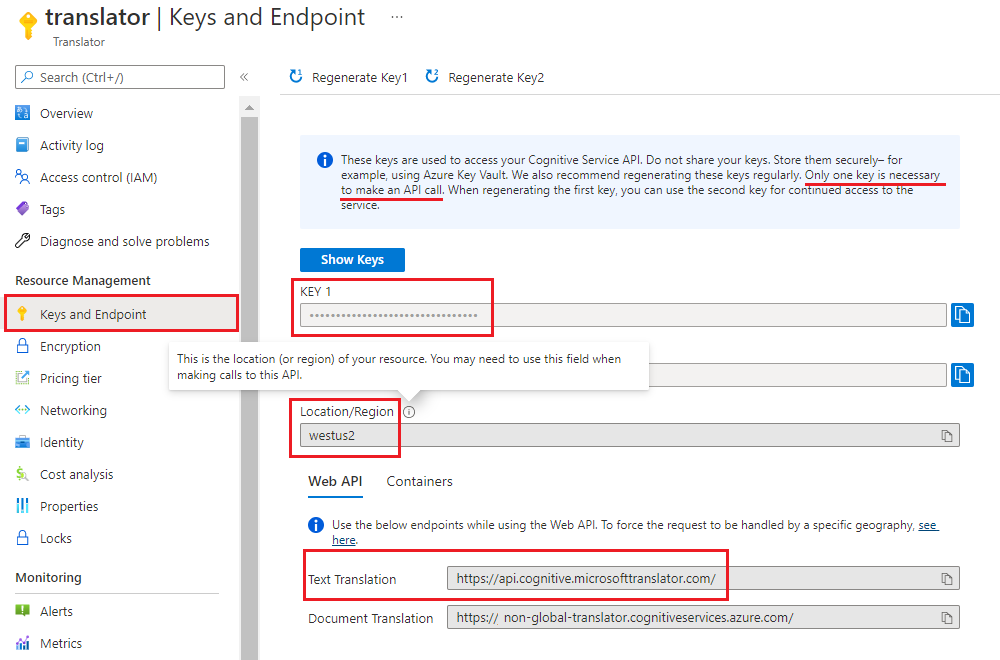 translator | Keys and Endpoint ...
Translator
Search (Ctrl+/)
«
Overview
Activity log
Access control (IAM)
Tags
Diagnose and solve problems
Resource Management
Keys and Endpoint
Encryption
Pricing tier
Networking
Identity
Cost analysis
Properties
Locks
Monitoring
Alerts
Metrics
Regenerate Key1
Regenerate Key2
These keys are used to access your Cognitive Service API. Do not share your keys. Store them securely– for
example, using Azure Key Vault. We also recommend regenerating these keys regularly. Only one key is necessary
to make an API call. When regenerating the first key, you can use the second key for continued access to the
service.
Show Keys
KEY 1
••••••••••••••••••••••••••••••••
This is the location (or region) of your resource. You may need to use this field when
making calls to this API.
Location/Region
westus2
Web API
Containers
Use the below endpoints while using the Web API. To force the request to be handled by a specific geography, see
here.
Text Translation
https://api.cognitive.microsofttranslator.com/
Document Translation
https:// non-global-translator.cognitiveservices.azure.com/